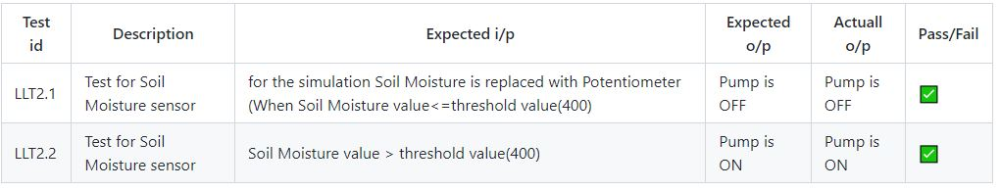 Test id Description Expected i/p Expected o/p Actuall o/p Pass/Fail
LLT2.1 Test for Soil Moisture sensor for the simulation Soil Moisture is replaced with Potentiometer (When Soil Moisture value<=threshold value(400) Pump is OFF Pump is OFF ✅
LLT2.2 Test for Soil Moisture sensor Soil Moisture value > threshold value(400) Pump is ON Pump is ON ✅